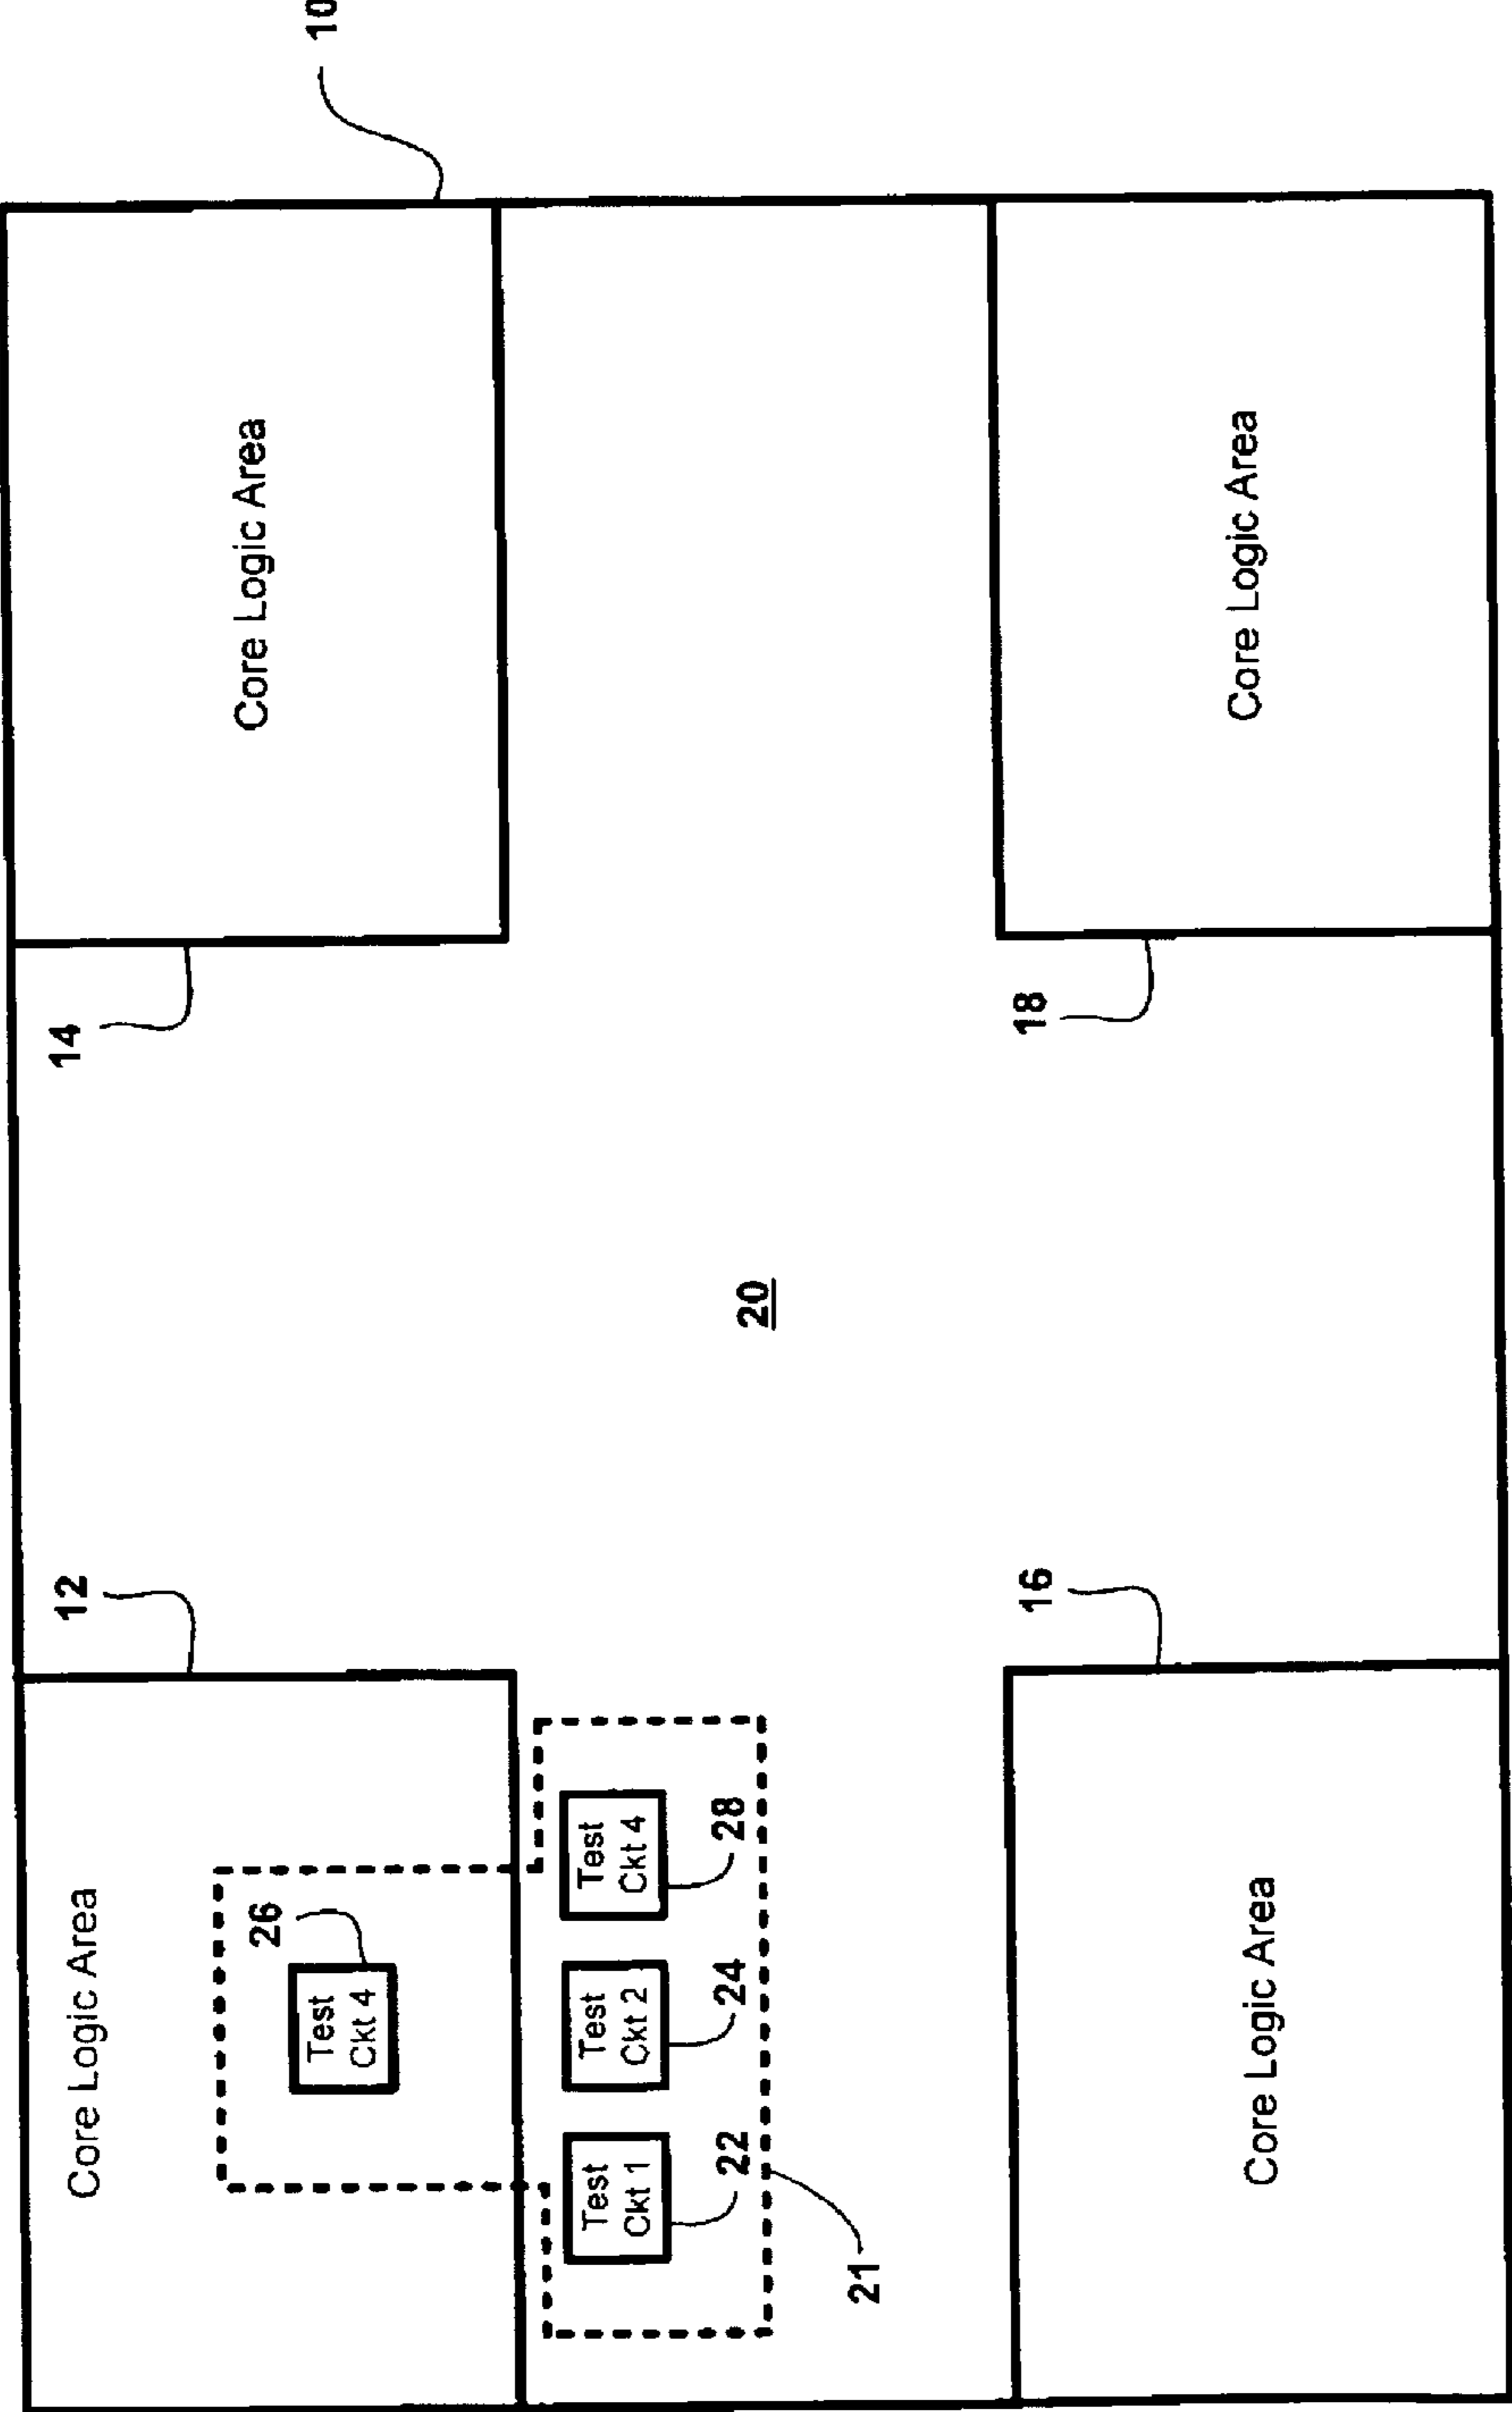 12
14
Core Logic Area
Core Logic Area
26
10
Test
Ckt 4
Test
Ckt 1
Test
Ckt 2
Test
Ckt 4
22
24
28
20
21
16
18
Core Logic Area
Core Logic Area